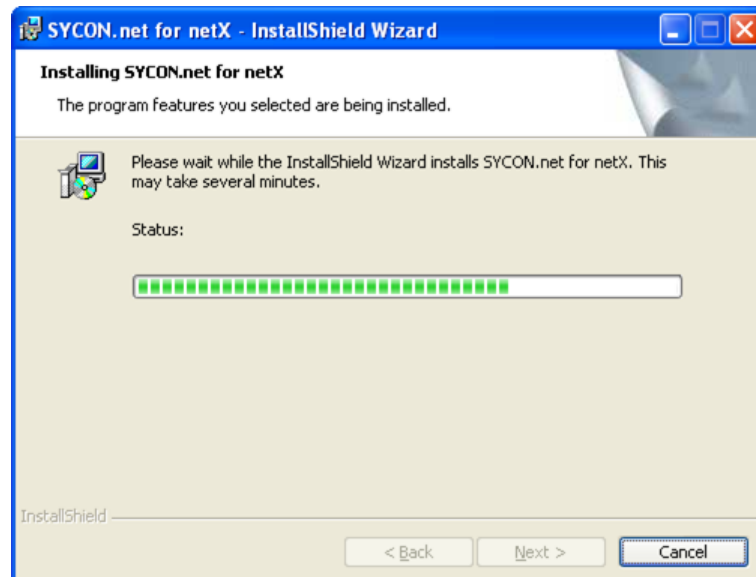 SYCON.net for netX - InstallShield Wizard
Installing SYCON.net for netX
The program features you selected are being installed.
Please wait while the InstallShield Wizard installs SYCON.net for netX. This
may take several minutes.
Status:
InstallShield
< Back
Next >
Cancel